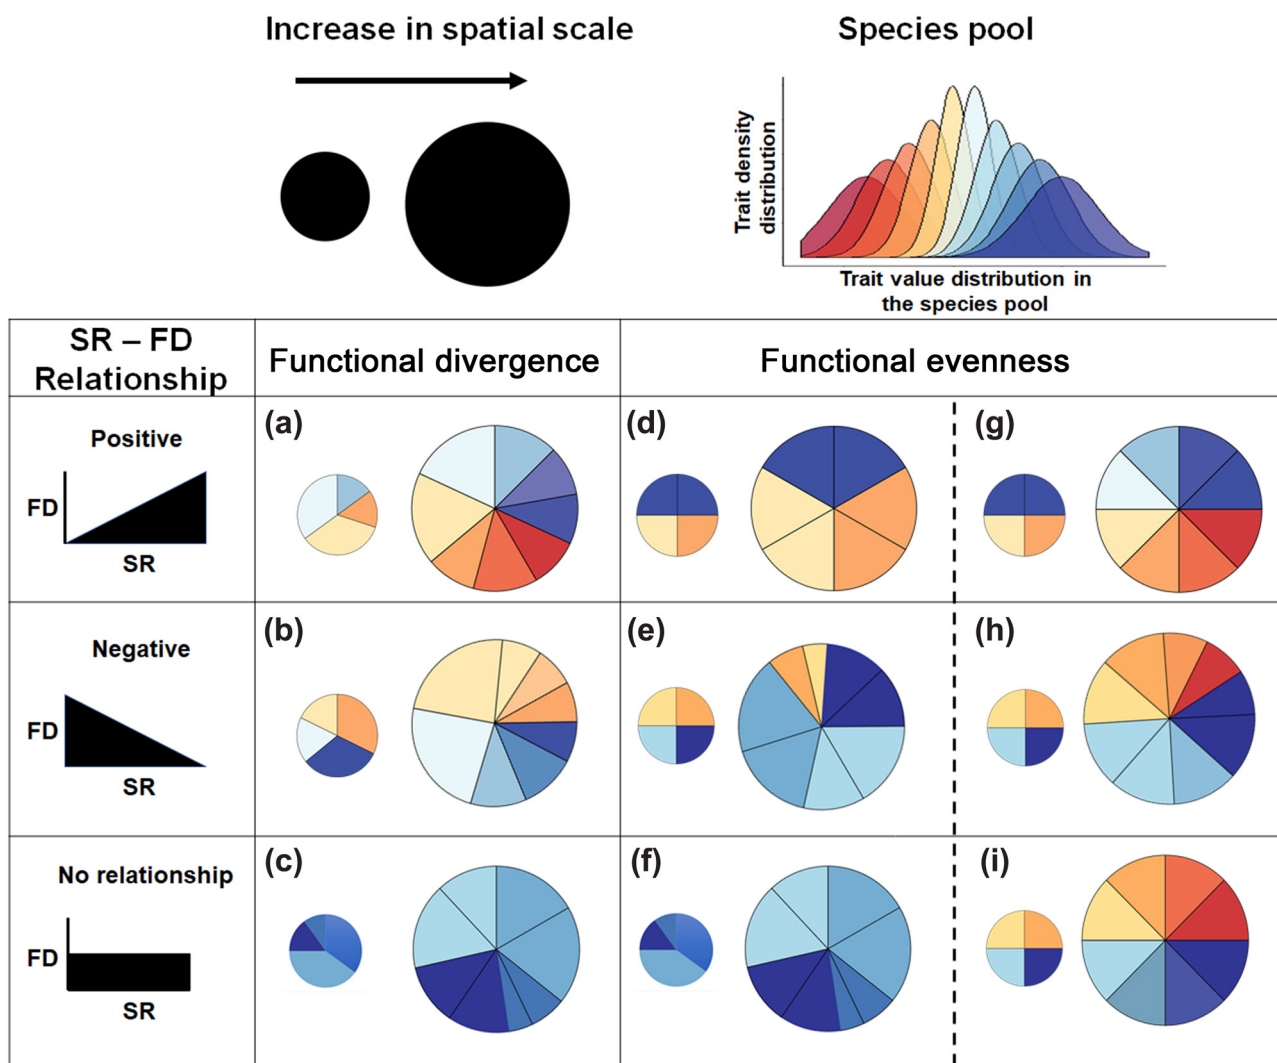 Increase in spatial scale
Species pool
Trait density
distribution
Trait value distribution in
the species pool
SR – FD
Relationship
Functional divergence
Functional evenness
Positive
FD
SR
(a)
(d)
(g)
Negative
FD
SR
(b)
(e)
(h)
No relationship
FD
SR
(c)
(f)
(i)